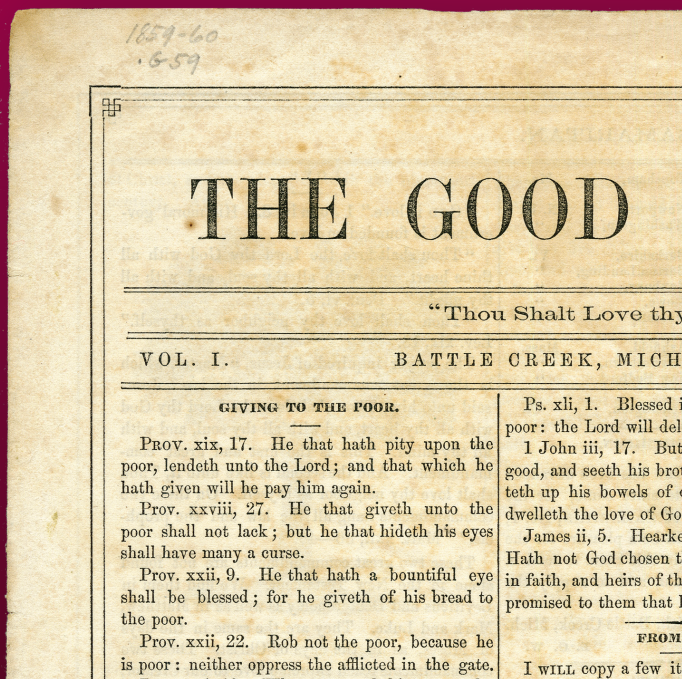 1859-60
.G59
THE GOOD
“Thou Shalt Love thy
VOL. I.
BATTLE CREEK, MICH
GIVING TO THE POOR.
Prov. xix, 17. He that hath pity upon the
poor, lendeth unto the Lord; and that which he
hath given will he pay him again.
Prov. xxviii, 27. He that giveth unto the
poor shall not lack; but he that hideth his eyes
shall have many a curse.
Prov. xxii, 9. He that hath a bountiful eye
shall be blessed; for he giveth of his bread to
the poor.
Prov. xxii, 22. Rob not the poor, because he
is poor: neither oppress the afflicted in the gate.
Ps. xli, 1. Blessed i
poor: the Lord will del
1 John iii, 17. But
good, and seeth his brot
teth up his bowels of
dwelleth the love of Go
James ii, 5. Hearke
Hath not God chosen t
in faith, and heirs of th
promised to them that l
FROM
I will copy a few it